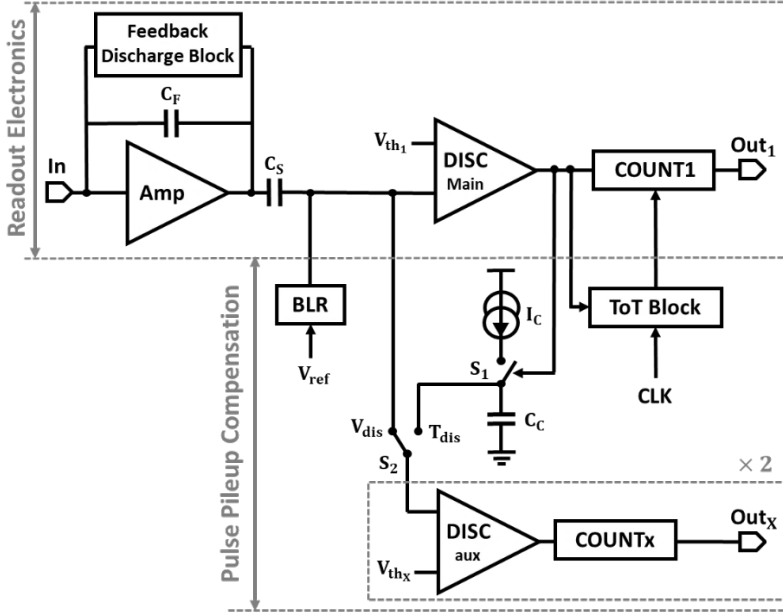 Readout Electronics
Feedback
Discharge Block
C_F
In
Amp
C_S
V_th1
DISC
Main
COUNT1
Out_1
BLR
V_ref
I_C
S_1
ToT Block
CLK
C_C
Pulse Pileup Compensation
V_dis
T_dis
S_2
× 2
DISC
aux
V_thX
COUNTx
Out_X